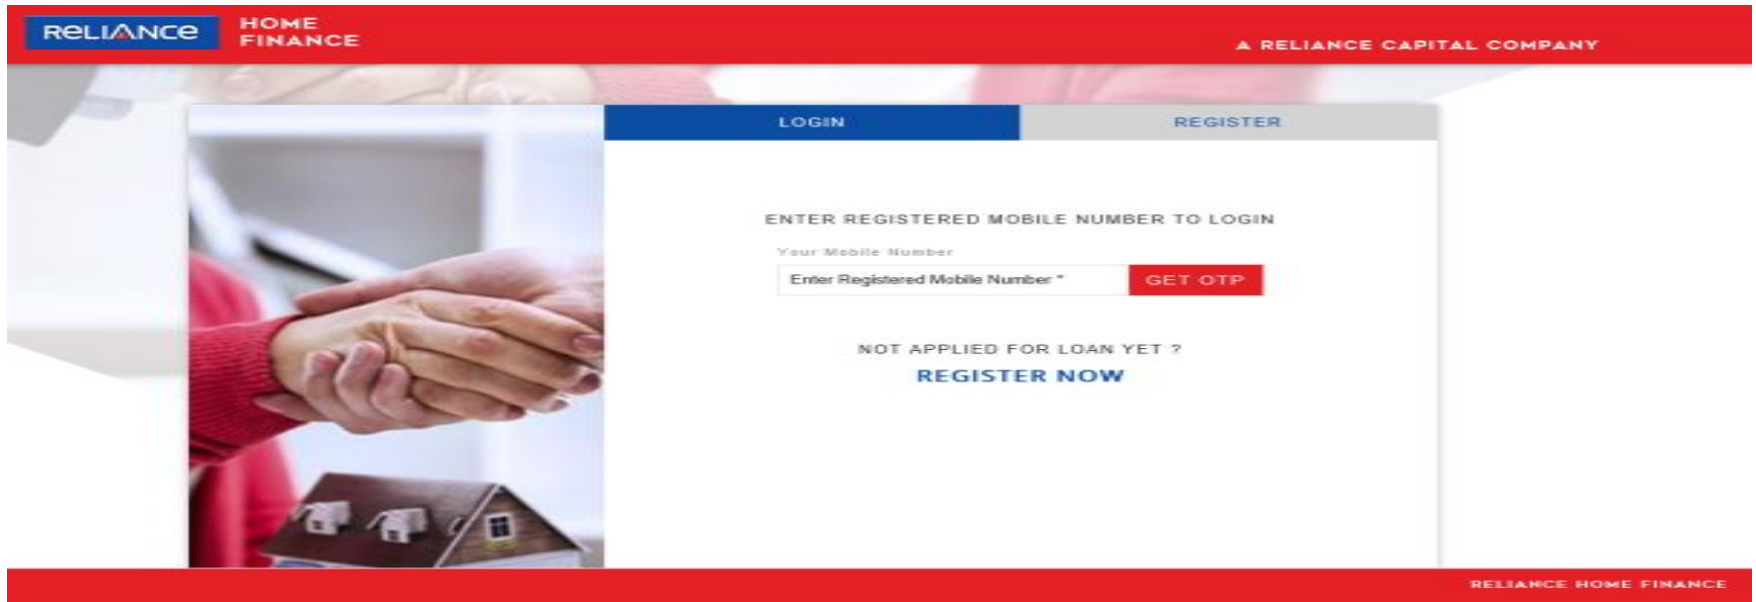 RELIANCE
HOME
FINANCE
A RELIANCE CAPITAL COMPANY
LOGIN
REGISTER
ENTER REGISTERED MOBILE NUMBER TO LOGIN
Your Mobile Number
Enter Registered Mobile Number *
GET OTP
NOT APPLIED FOR LOAN YET ?
REGISTER NOW
RELIANCE HOME FINANCE